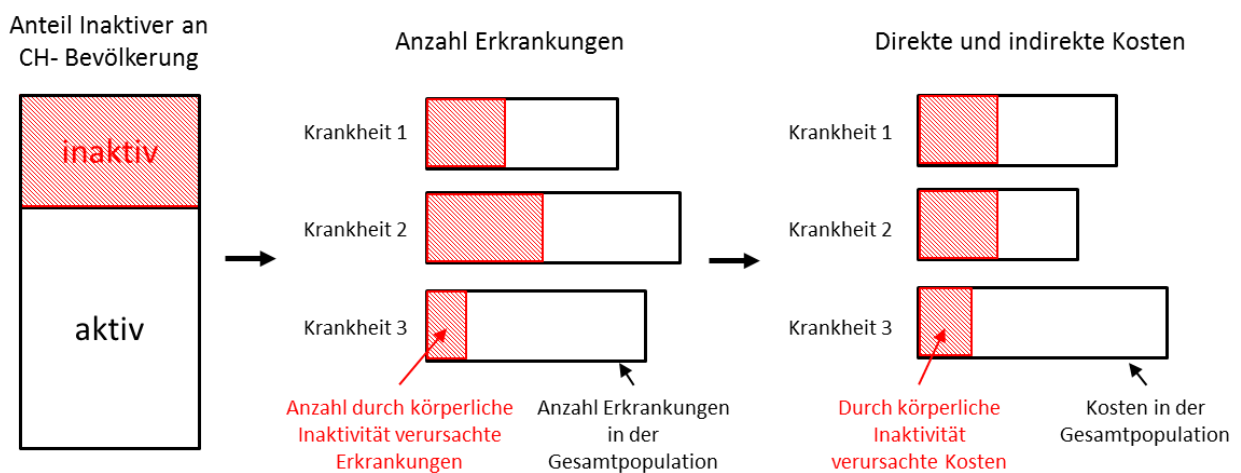 Anteil Inaktiver an
CH- Bevölkerung
inaktiv
aktiv
Anzahl Erkrankungen
Krankheit 1
Krankheit 2
Krankheit 3
Anzahl durch körperliche
Inaktivität verursachte
Erkrankungen
Anzahl Erkrankungen
in der
Gesamtpopulation
Direkte und indirekte Kosten
Krankheit 1
Krankheit 2
Krankheit 3
Durch körperliche
Inaktivität
verursachte Kosten
Kosten in der
Gesamtpopulation